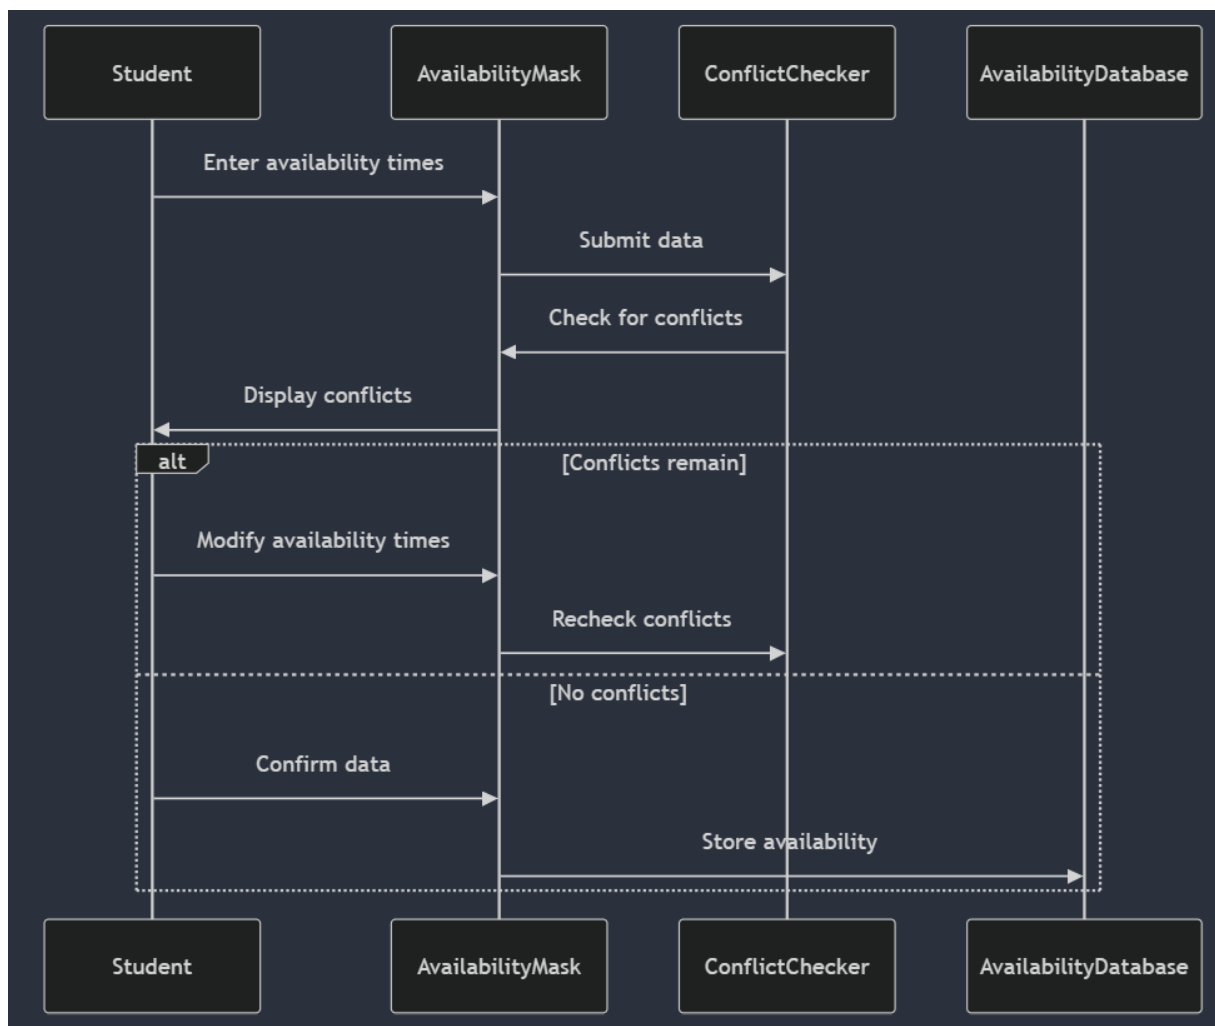 Student
AvailabilityMask
ConflictChecker
AvailabilityDatabase
Enter availability times
Submit data
Check for conflicts
Display conflicts
alt
[Conflicts remain]
Modify availability times
Recheck conflicts
[No conflicts]
Confirm data
Store availability
Student
AvailabilityMask
ConflictChecker
AvailabilityDatabase